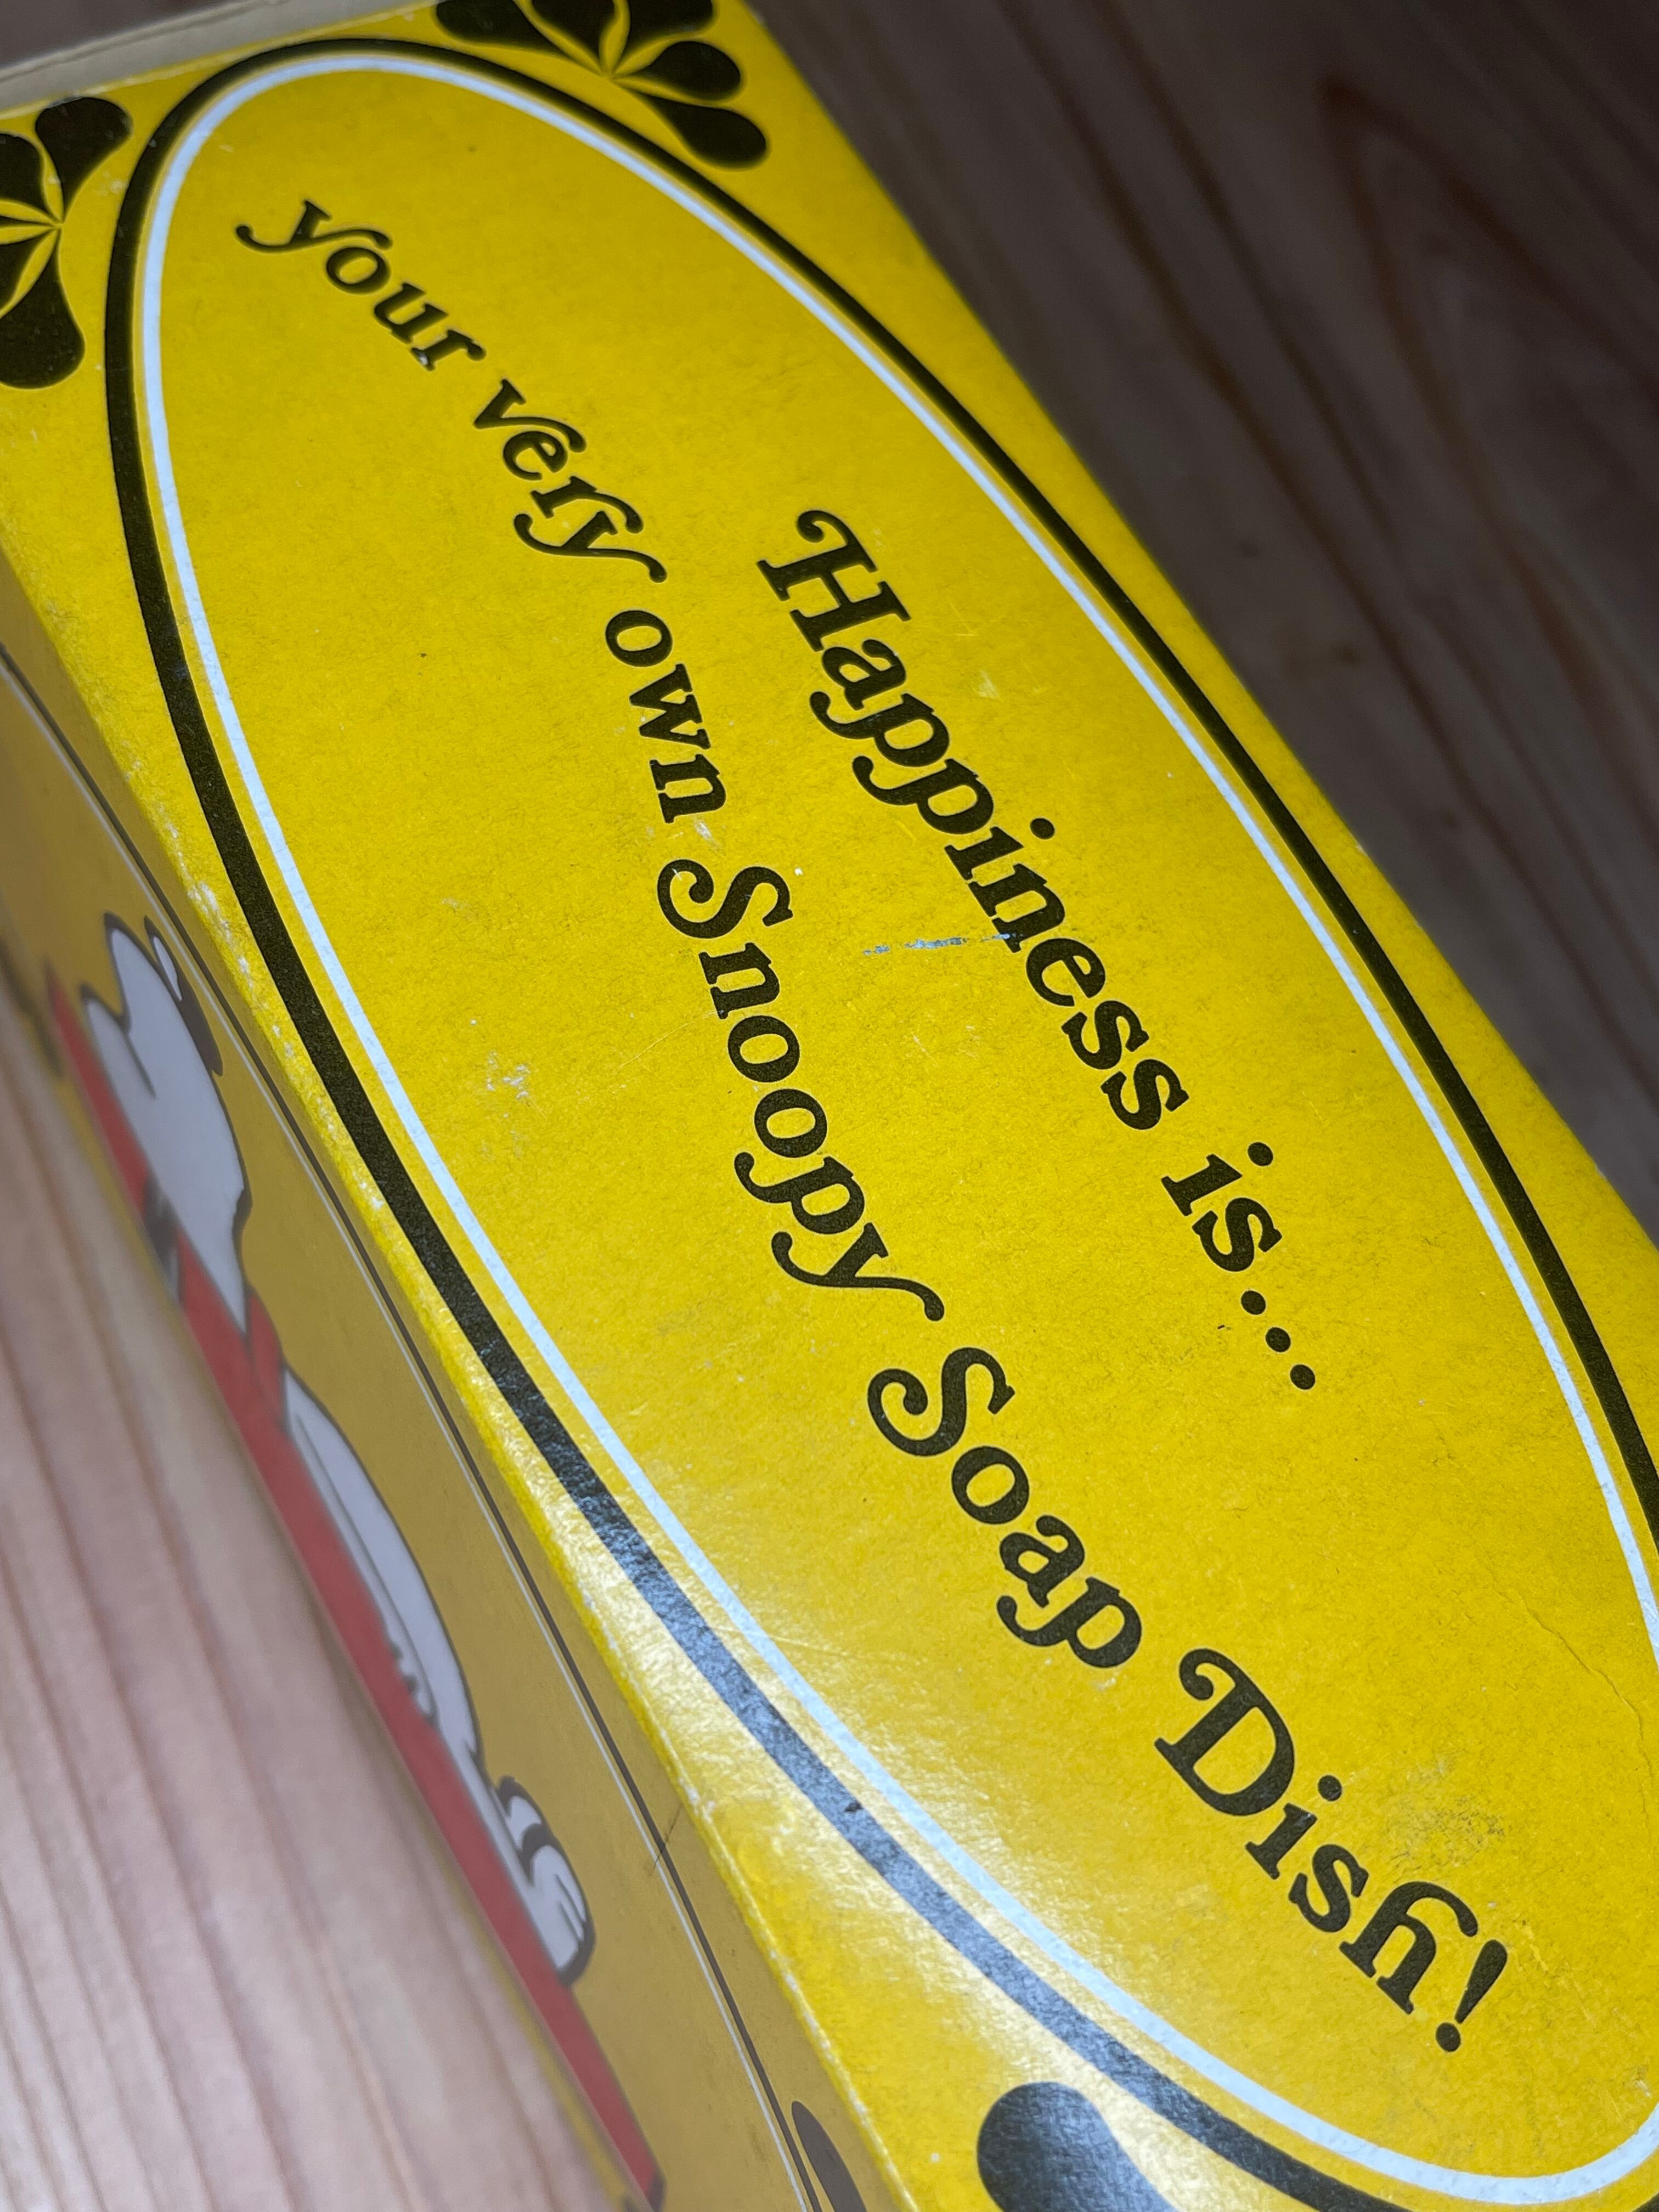 Happiness is...
your very own Snoopy Soap Dish!